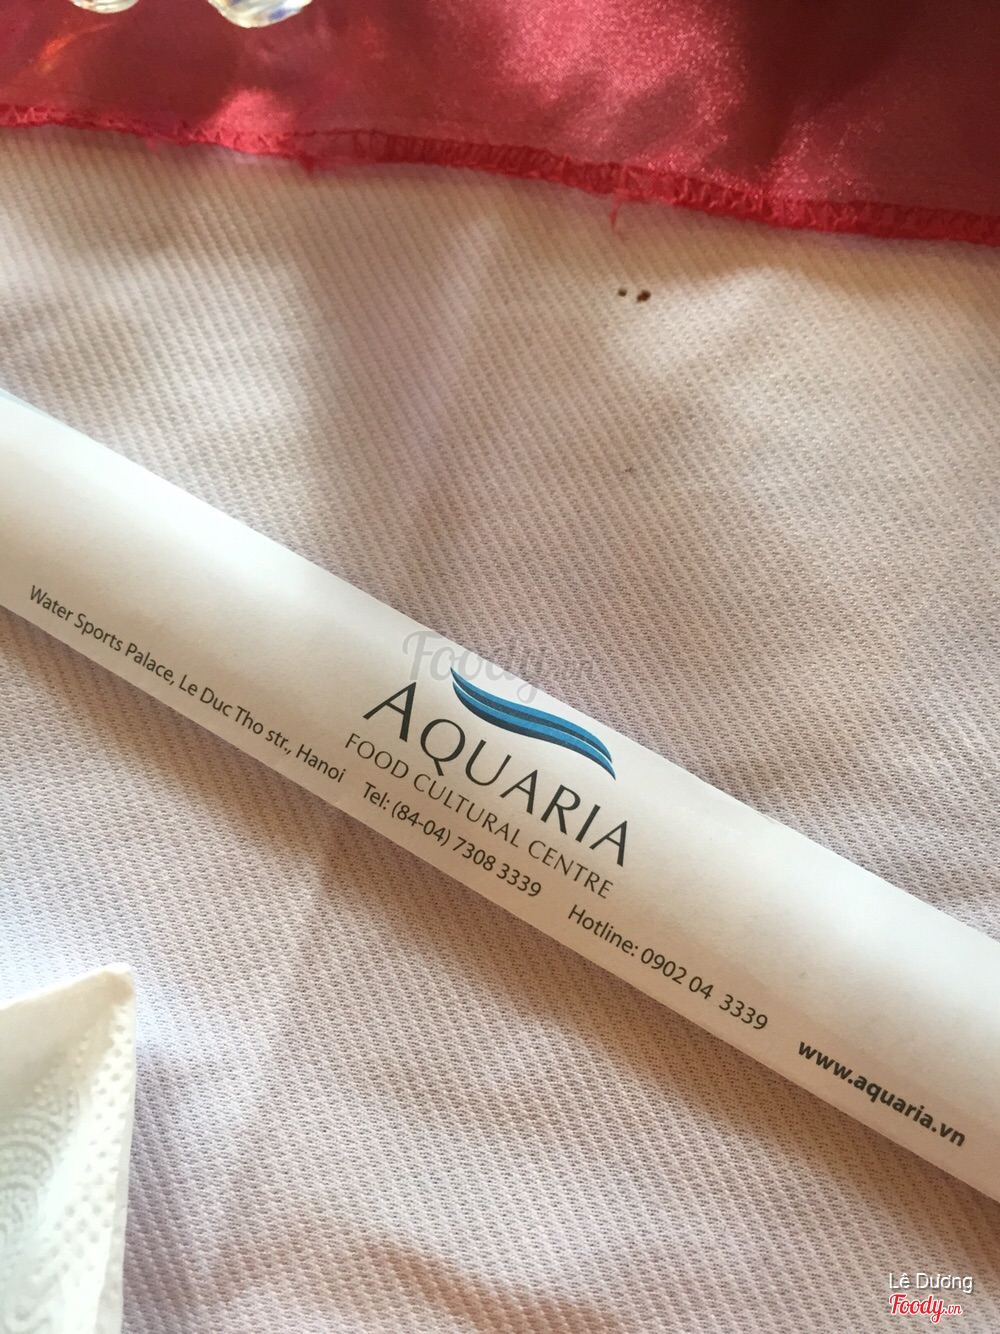 Foody
AQUARIA
FOOD CULTURAL CENTRE
Water Sports Palace, Le Duc Tho str., Hanoi Tel: (84-04) 7308 3339 Hotline: 0902 04 3339 www.aquaria.vn
Lê Dương
Foody.vn